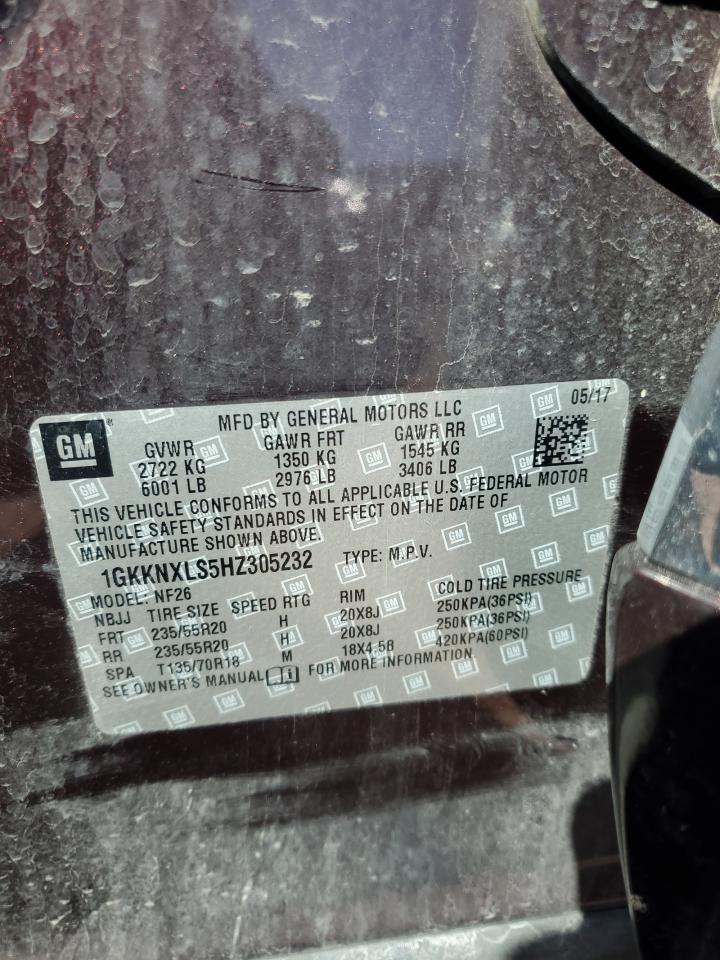 GM
MFD BY GENERAL MOTORS LLC 05/17
GVWR GAWR FRT GAWR RR
2722 KG 1350 KG 1545 KG
6001 LB 2976 LB 3406 LB
THIS VEHICLE CONFORMS TO ALL APPLICABLE U.S. FEDERAL MOTOR
VEHICLE SAFETY STANDARDS IN EFFECT ON THE DATE OF
MANUFACTURE SHOWN ABOVE.
1GKKNXLS5HZ305232 TYPE: M.P.V.
MODEL: NF26
NBJJ TIRE SIZE SPEED RTG RIM COLD TIRE PRESSURE
FRT 235/55R20 H 20X8J 250KPA(36PSI)
RR 235/55R20 H 20X8J 250KPA(36PSI)
SPA T135/70R18 M 18X4.5B 420KPA(60PSI)
SEE OWNER'S MANUAL FOR MORE INFORMATION